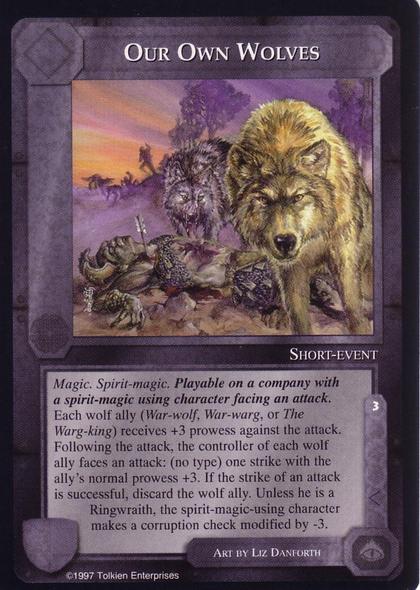 Our Own Wolves
Short-event
Magic. Spirit-magic. Playable on a company with
a spirit-magic using character facing an attack.
Each wolf ally (War-wolf, War-warg, or The
Warg-king) receives +3 prowess against the attack.
Following the attack, the controller of each wolf
ally faces an attack: (no type) one strike with the
ally's normal prowess +3. If the strike of an attack
is successful, discard the wolf ally. Unless he is a
Ringwraith, the spirit-magic-using character
makes a corruption check modified by -3.
3
Art by Liz Danforth
©1997 Tolkien Enterprises